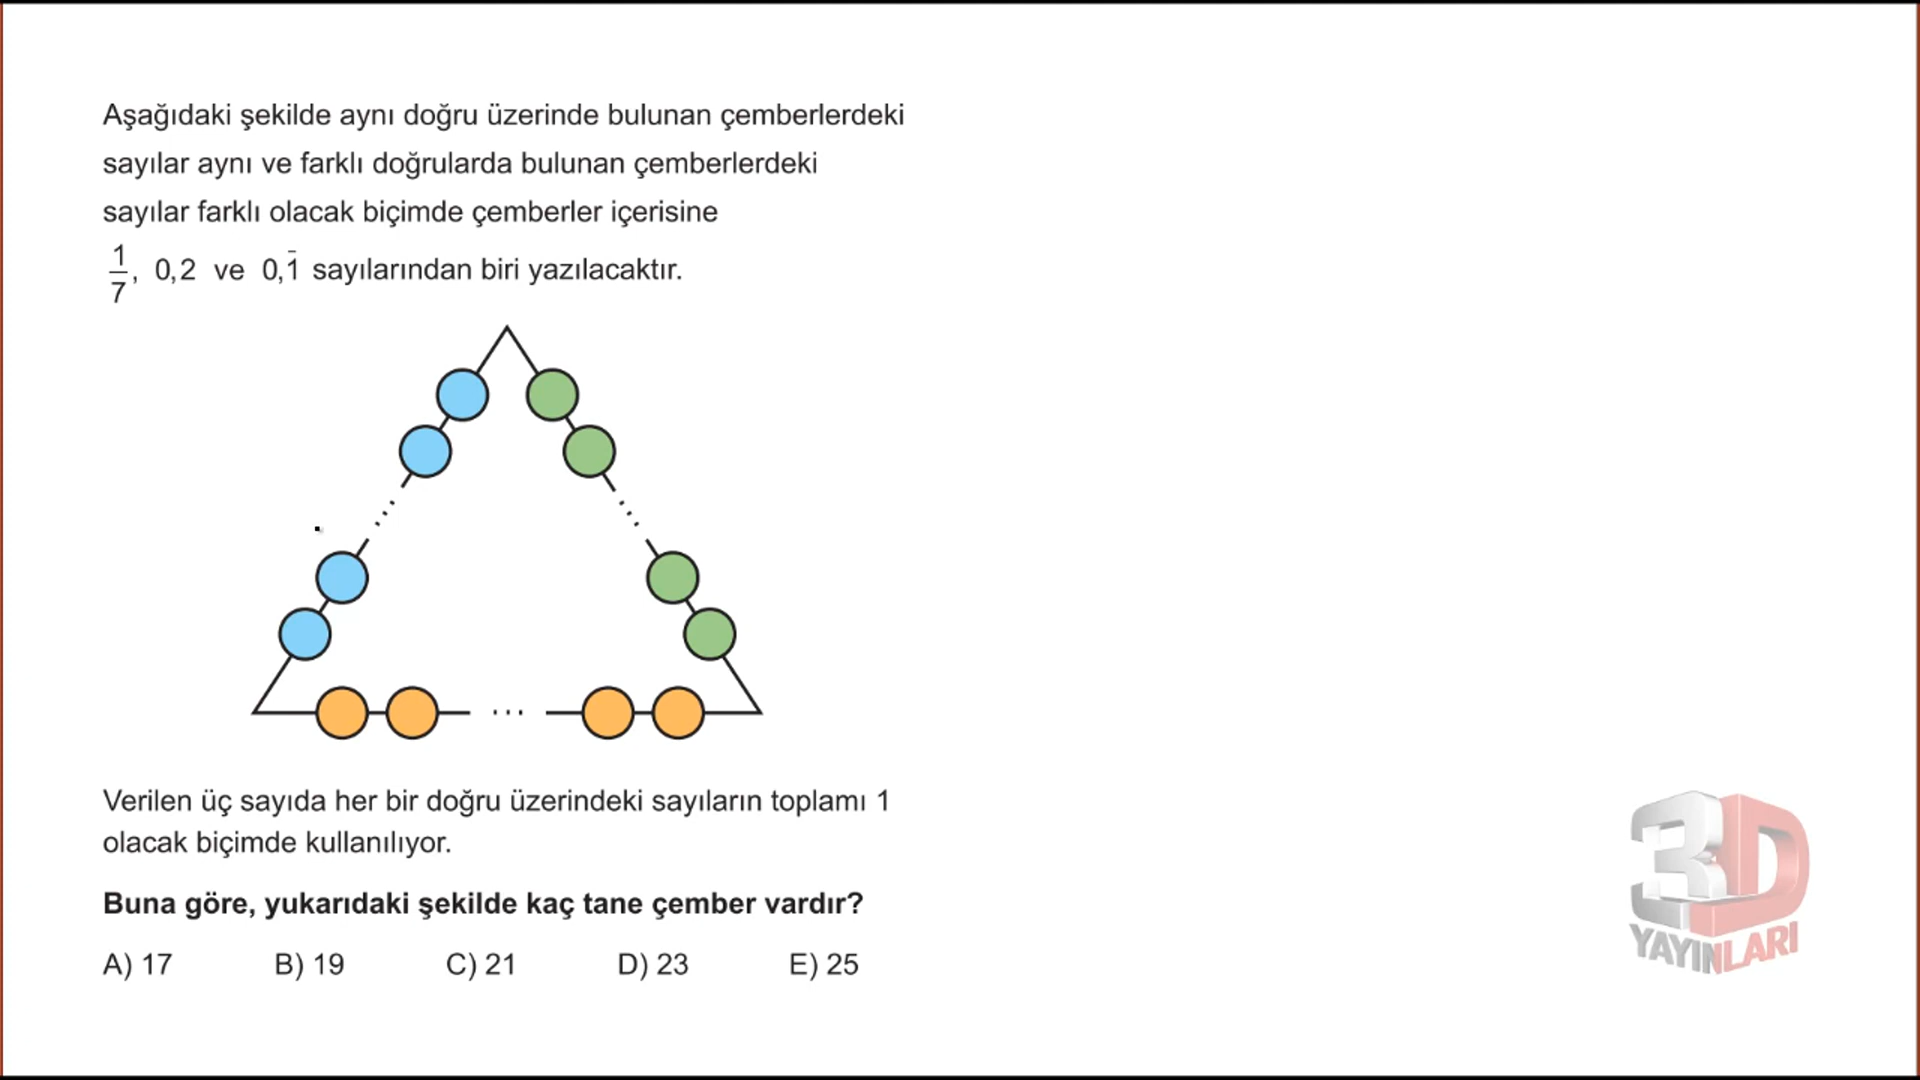 Aşağıdaki şekilde aynı doğru üzerinde bulunan çemberlerdeki
sayılar aynı ve farklı doğrularda bulunan çemberlerdeki
sayılar farklı olacak biçimde çemberler içerisine
1/7, 0,2 ve 0,1̄ sayılarından biri yazılacaktır.
...
...
...
Verilen üç sayıda her bir doğru üzerindeki sayıların toplamı 1
olacak biçimde kullanılıyor.
Buna göre, yukarıdaki şekilde kaç tane çember vardır?
A) 17 B) 19 C) 21 D) 23 E) 25
3D
YAYINLARI